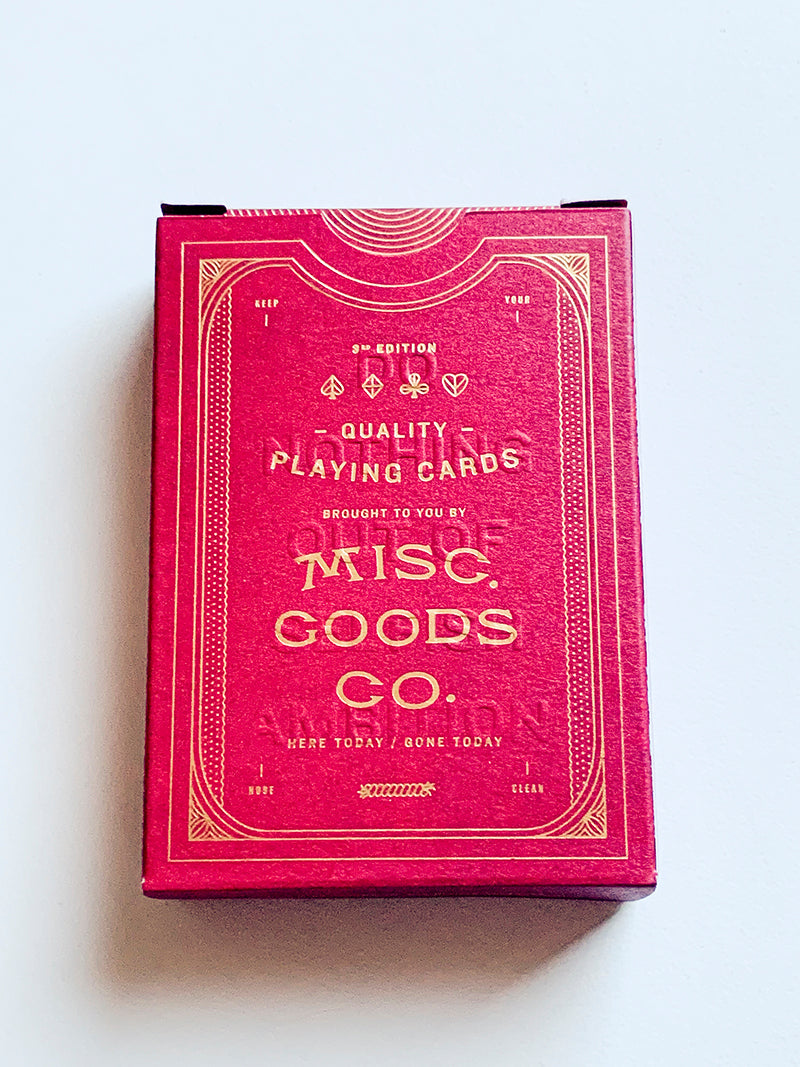 KEEP YOUR
3RD EDITION
DO
– QUALITY –
NOTHING
PLAYING CARDS
BROUGHT TO YOU BY
OUT OF
MISC.
GOODS
CO.
AMBITION
HERE TODAY / GONE TODAY
NOSE CLEAN